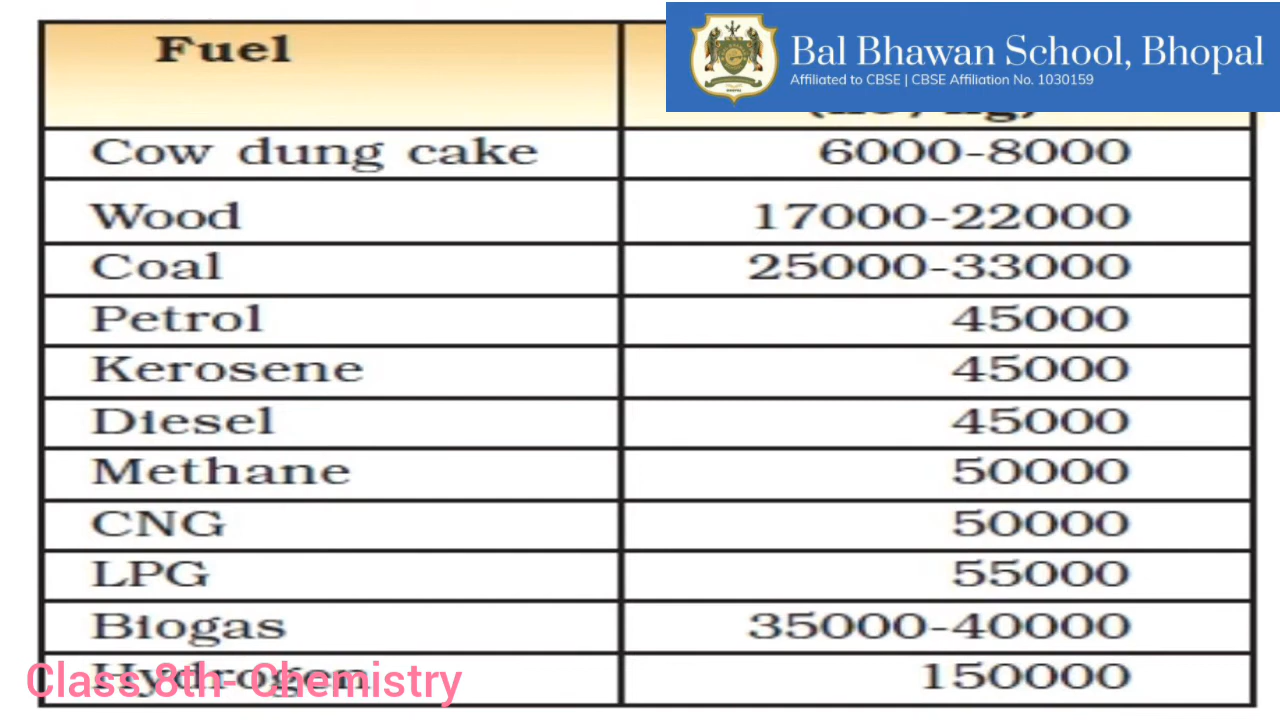 Fuel
Bal Bhawan School, Bhopal
Affiliated to CBSE | CBSE Affiliation No. 1030159
Cow dung cake 6000-8000
Wood 17000-22000
Coal 25000-33000
Petrol 45000
Kerosene 45000
Diesel 45000
Methane 50000
CNG 50000
LPG 55000
Biogas 35000-40000
Hydrogen 150000
Class 8th- Chemistry